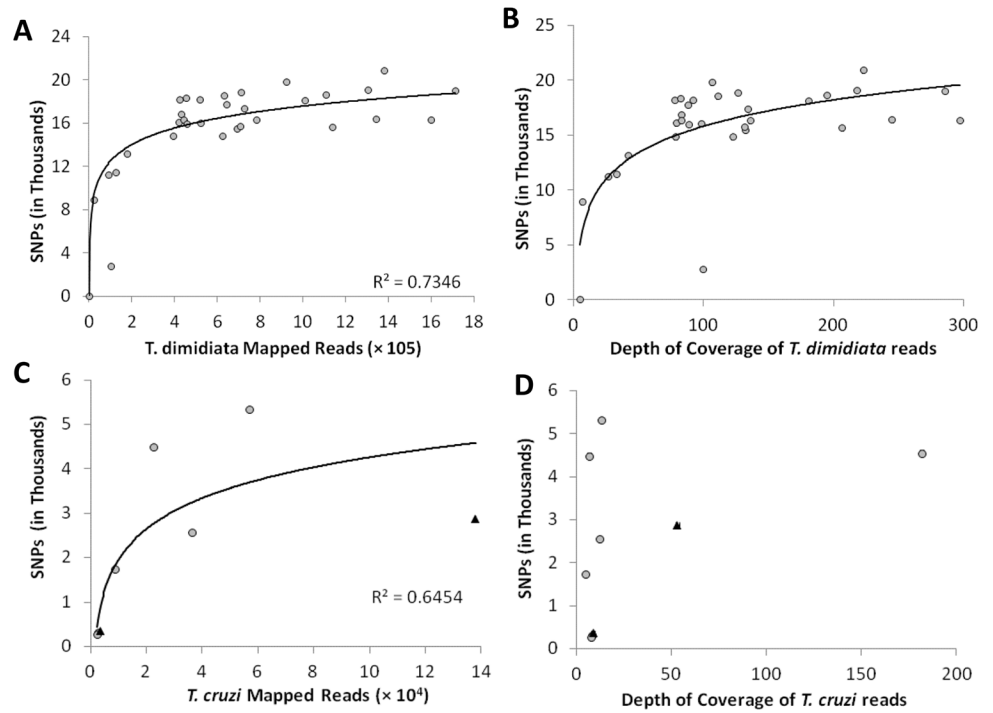 A
24
20
16
12
8
4
0
SNPs (in Thousands)
R² = 0.7346
0 2 4 6 8 10 12 14 16 18
T. dimidiata Mapped Reads (× 105)
B
25
20
15
10
5
0
SNPs (in Thousands)
0 100 200 300
Depth of Coverage of T. dimidiata reads
C
6
5
4
3
2
1
0
SNPs (in Thousands)
R² = 0.6454
0 2 4 6 8 10 12 14
T. cruzi Mapped Reads (× 10⁴)
D
6
5
4
3
2
1
0
SNPs (in Thousands)
0 50 100 150 200
Depth of Coverage of T. cruzi reads